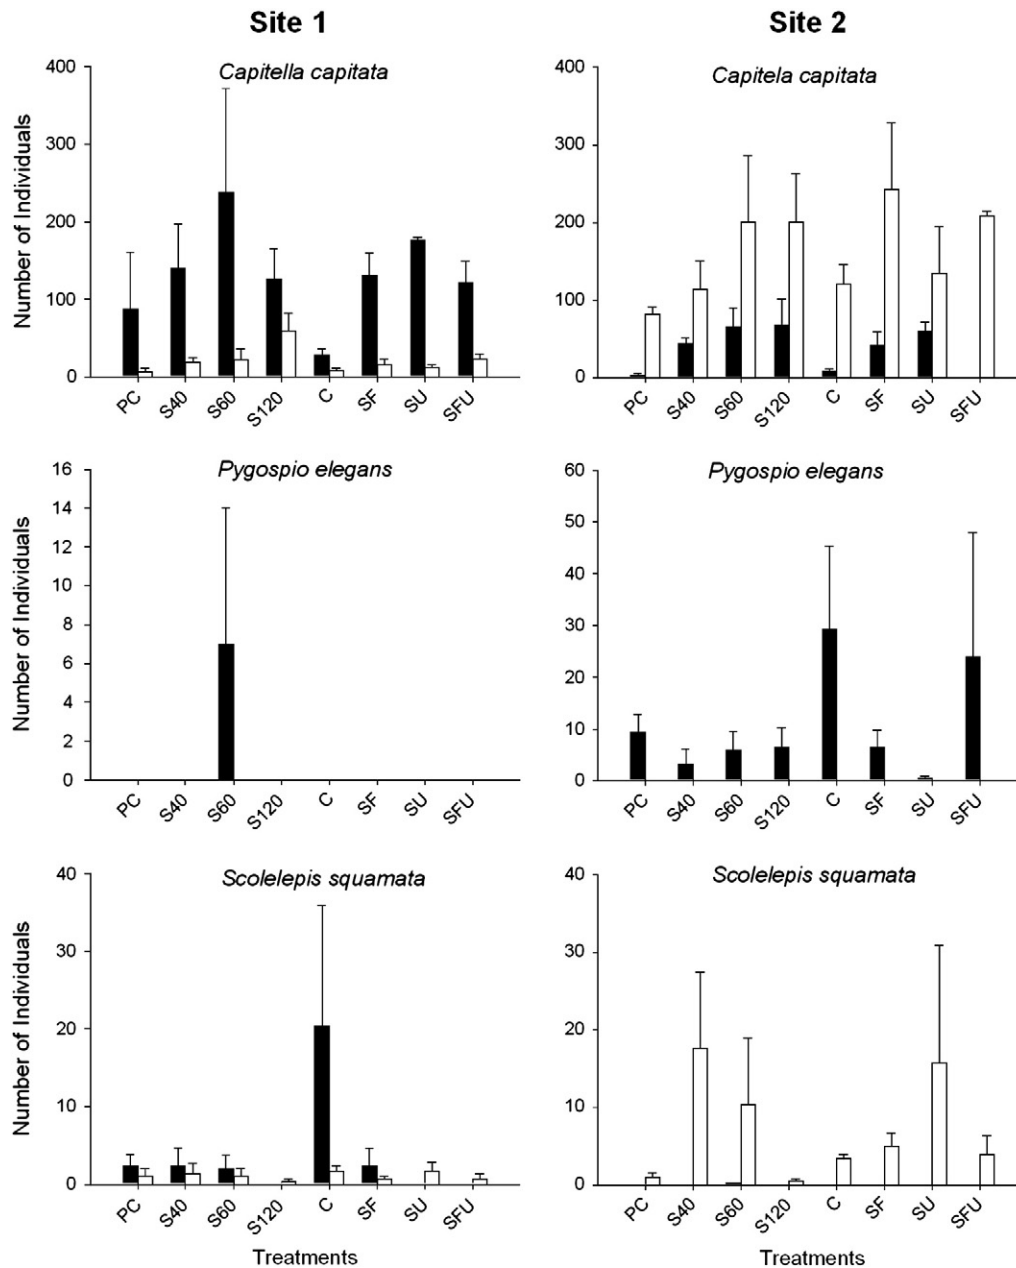 Site 1
Site 2
Capitella capitata
Number of Individuals
400
300
200
100
0
PC S40 S60 S120 C SF SU SFU
Capitela capitata
400
300
200
100
0
PC S40 S60 S120 C SF SU SFU
Pygospio elegans
Number of Individuals
16
14
12
10
8
6
4
2
0
PC S40 S60 S120 C SF SU SFU
Pygospio elegans
60
50
40
30
20
10
0
PC S40 S60 S120 C SF SU SFU
Scolelepis squamata
Number of Individuals
40
30
20
10
0
PC S40 S60 S120 C SF SU SFU
Treatments
Scolelepis squamata
40
30
20
10
0
PC S40 S60 S120 C SF SU SFU
Treatments